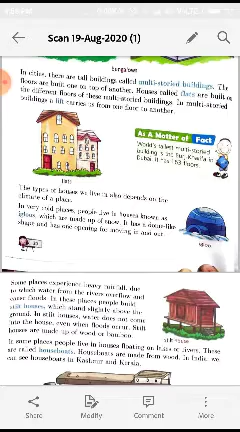 Scan 19-Aug-2020 (1)
bungalows
In cities, there are tall buildings called multi-storied buildings. The
floors are built one on top of another. Houses called flats are built on
the different floors of these multi-storied buildings. In multi-storied
buildings a lift carries us from one floor to another.
As A Matter of Fact
World's tallest multi-storied
building is the Burj Khalifa in
Dubai. It has 163 floors.
flats
The types of houses we live in also depends on the
climate of a place.
In very cold places, people live in houses known as
igloos, which are made up of snow. It has a dome-like
shape and has one opening for moving in and out.
igloo
Some places experience heavy rainfall, due
to which water from the rivers overflow and
cause floods. In these places people build
stilt houses, which stand slightly above the
ground. In stilt houses, water does not come
into the house, even when floods occur. Stilt
houses are made up of wood or bamboo.
stilt house
In some places people live in houses floating on lakes or rivers. These
are called houseboats. Houseboats are made from wood. In India, we
can see houseboats in Kashmir and Kerala.
Share
Modify
Comment
More